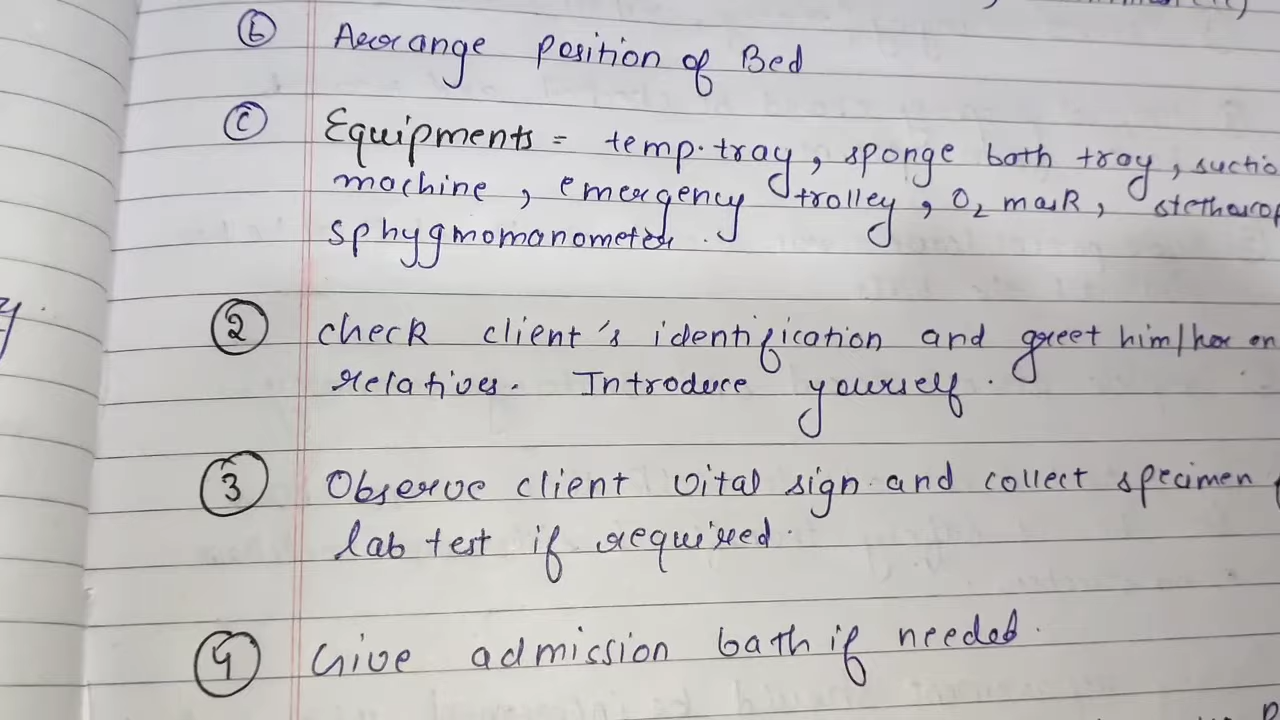 ⓑ Arrange position of Bed
ⓒ Equipments = temp. tray, sponge bath tray, suctio
machine, emergency trolley, O₂ mask, stethoscop
sphygmomanometer.
② check client's identification and greet him/her or
relatives. Introduce yourself.
③ Observe client vital sign and collect specimen
lab test if required.
④ Give admission bath if needed.